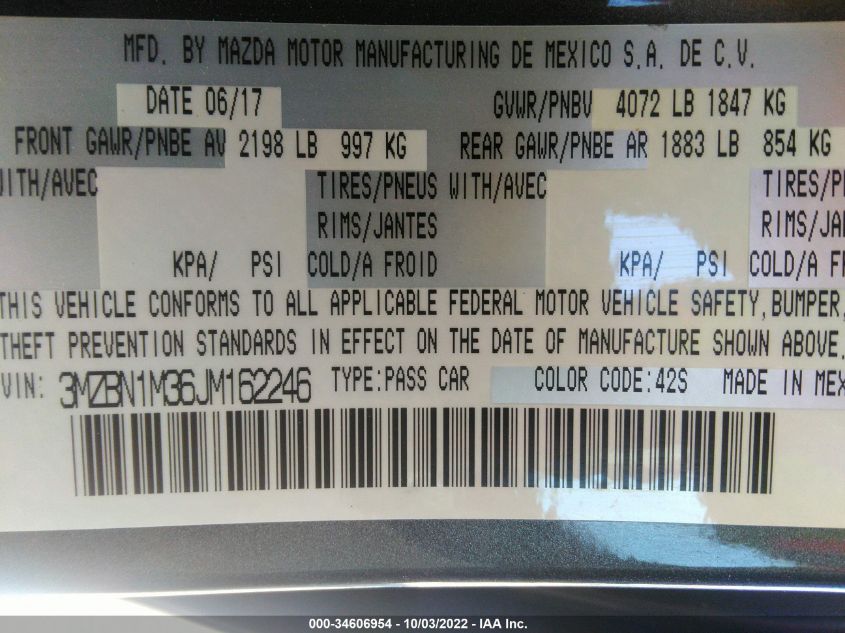 MFD. BY MAZDA MOTOR MANUFACTURING DE MEXICO S.A. DE C.V.
DATE 06/17 GVWR/PNBV 4072 LB 1847 KG
FRONT GAWR/PNBE AV 2198 LB 997 KG REAR GAWR/PNBE AR 1883 LB 854 KG
WITH/AVEC TIRES/PNEUS WITH/AVEC TIRES/P
RIMS/JANTES RIMS/JA
KPA/ PSI COLD/A FROID KPA/ PSI COLD/A F
THIS VEHICLE CONFORMS TO ALL APPLICABLE FEDERAL MOTOR VEHICLE SAFETY, BUMPER,
THEFT PREVENTION STANDARDS IN EFFECT ON THE DATE OF MANUFACTURE SHOWN ABOVE.
VIN: 3MZBN1M36JM162246 TYPE:PASS CAR COLOR CODE:42S MADE IN MEX
000-34606954 - 10/03/2022 - IAA Inc.